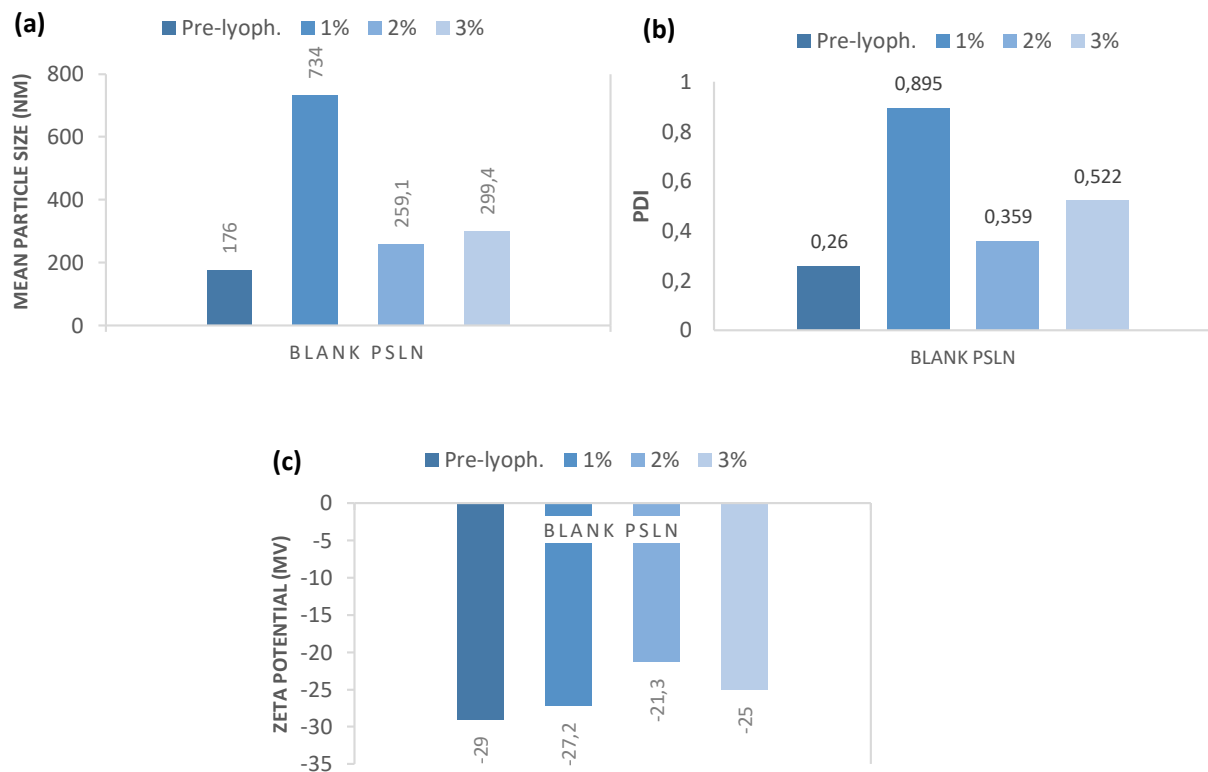 (a)
Pre-lyoph. 1% 2% 3%
MEAN PARTICLE SIZE (NM)
800
600
400
200
0
176
734
259,1
299,4
BLANK PSLN
(b)
Pre-lyoph. 1% 2% 3%
PDI
1
0,8
0,6
0,4
0,2
0
0,26
0,895
0,359
0,522
BLANK PSLN
(c)
Pre-lyoph. 1% 2% 3%
ZETA POTENTIAL (MV)
0
-5
-10
-15
-20
-25
-30
-35
BLANK PSLN
-29
-27,2
-21,3
-25